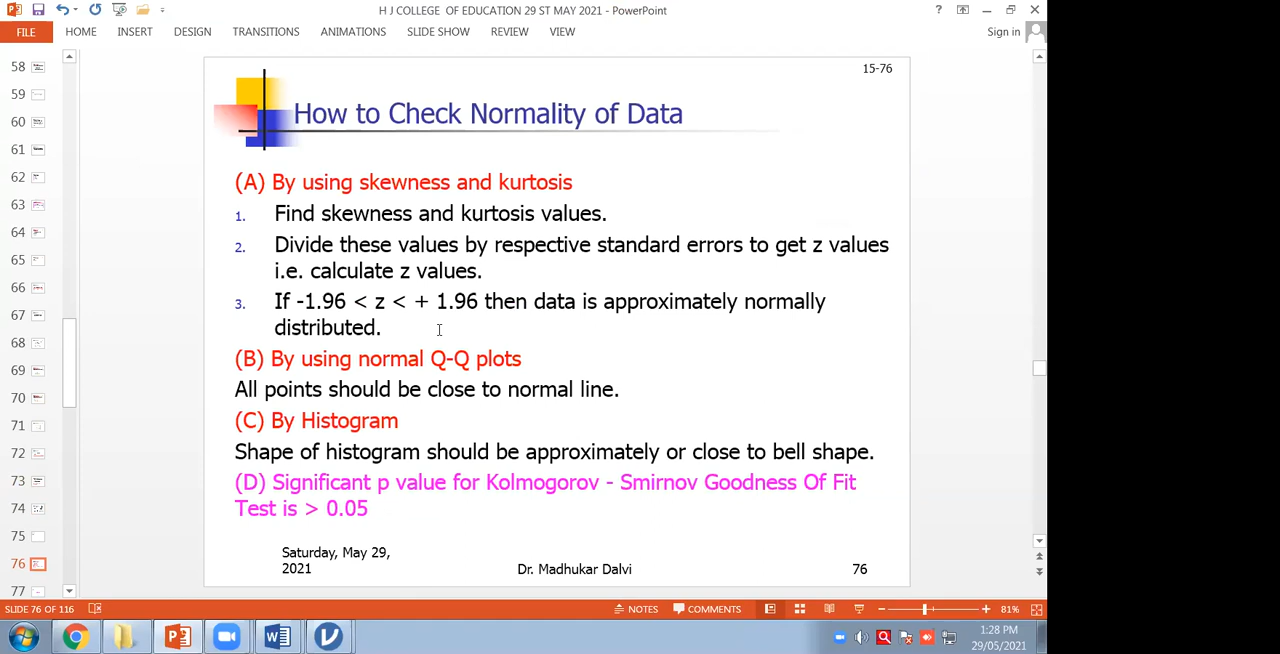 H J COLLEGE OF EDUCATION 29 ST MAY 2021 - PowerPoint
?
FILE HOME INSERT DESIGN TRANSITIONS ANIMATIONS SLIDE SHOW REVIEW VIEW Sign in
58
59
60
61
62
63
64
65
66
67
68
69
70
71
72
73
74
75
76
77
15-76
How to Check Normality of Data
(A) By using skewness and kurtosis
1. Find skewness and kurtosis values.
2. Divide these values by respective standard errors to get z values
i.e. calculate z values.
3. If -1.96 < z < + 1.96 then data is approximately normally
distributed.
(B) By using normal Q-Q plots
All points should be close to normal line.
(C) By Histogram
Shape of histogram should be approximately or close to bell shape.
(D) Significant p value for Kolmogorov - Smirnov Goodness Of Fit
Test is > 0.05
Saturday, May 29,
2021
Dr. Madhukar Dalvi
76
SLIDE 76 OF 116 NOTES COMMENTS 81%
1:28 PM
29/05/2021